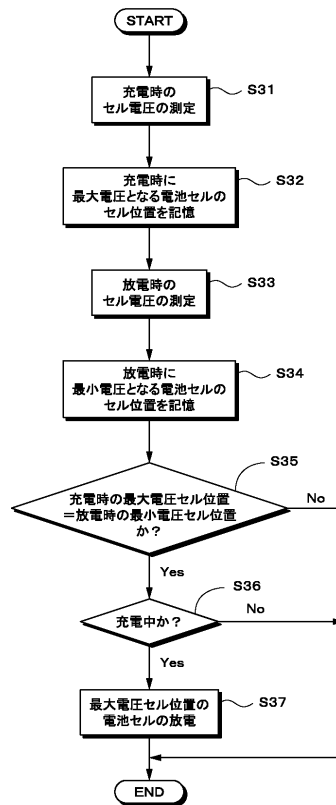 START
充電時の
セル電圧の測定
S31
充電時に
最大電圧となる電池セルの
セル位置を記憶
S32
放電時の
セル電圧の測定
S33
放電時に
最小電圧となる電池セルの
セル位置を記憶
S34
S35
充電時の最大電圧セル位置
=放電時の最小電圧セル位置
か?
No
Yes
S36
充電中か?
No
Yes
最大電圧セル位置の
電池セルの放電
S37
END